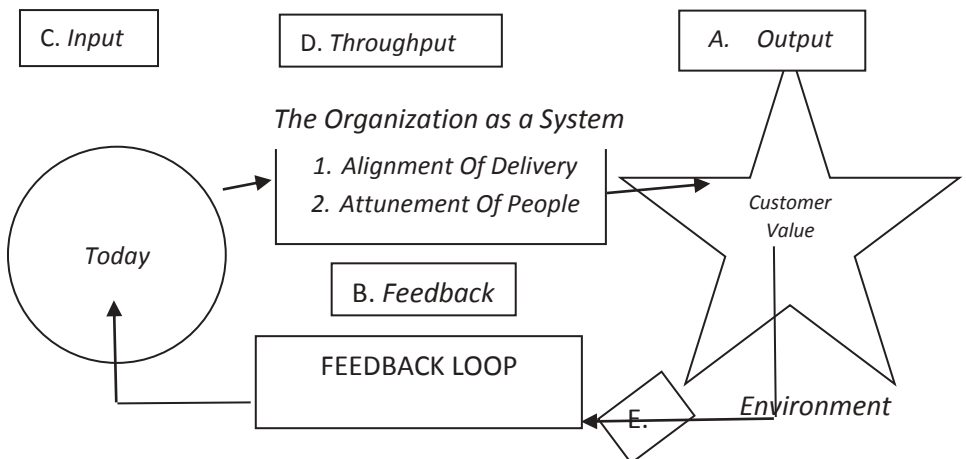 C. Input
D. Throughput
A. Output
The Organization as a System
1. Alignment Of Delivery
2. Attunement Of People
Customer
Value
Today
B. Feedback
FEEDBACK LOOP
E.
Environment